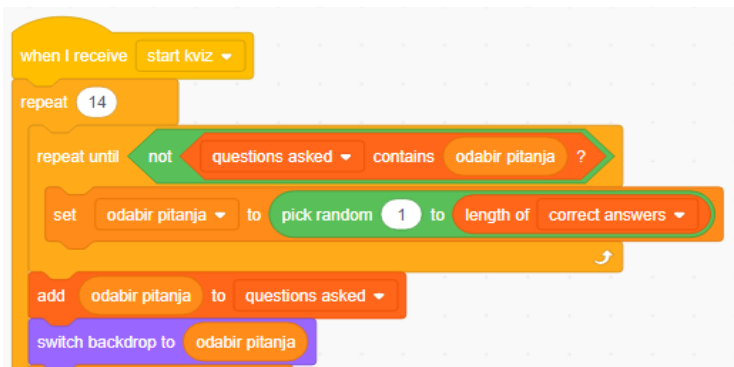 when I receive start kviz
repeat 14
repeat until not questions asked contains odabir pitanja ?
set odabir pitanja to pick random 1 to length of correct answers
add odabir pitanja to questions asked
switch backdrop to odabir pitanja